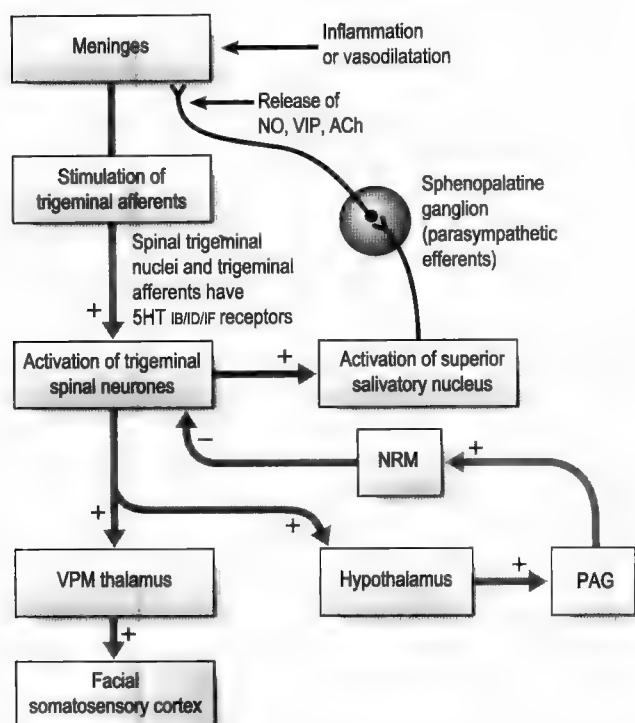 Meninges
Inflammation
or vasodilatation
Release of
NO, VIP, ACh
Stimulation of
trigeminal afferents
Sphenopalatine
ganglion
(parasympathetic
efferents)
Spinal trigeminal
nuclei and trigeminal
afferents have
5HT IB/ID/IF receptors
+
Activation of trigeminal
spinal neurones
+
Activation of superior
salivatory nucleus
–
NRM
+
+
+
VPM thalamus
Hypothalamus
+
PAG
+
Facial
somatosensory cortex